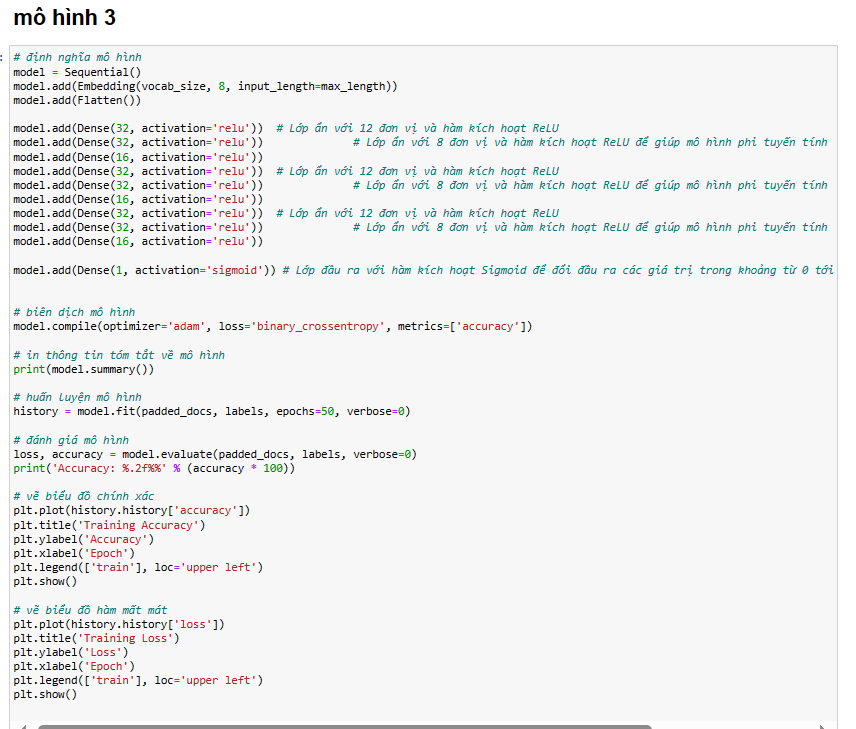 mô hình 3
# định nghĩa mô hình
model = Sequential()
model.add(Embedding(vocab_size, 8, input_length=max_length))
model.add(Flatten())
model.add(Dense(32, activation='relu'))  # Lớp ẩn với 12 đơn vị và hàm kích hoạt ReLU
model.add(Dense(32, activation='relu'))             # Lớp ẩn với 8 đơn vị và hàm kích hoạt ReLU để giúp mô hình phi tuyến tính
model.add(Dense(16, activation='relu'))
model.add(Dense(32, activation='relu'))  # Lớp ẩn với 12 đơn vị và hàm kích hoạt ReLU
model.add(Dense(32, activation='relu'))             # Lớp ẩn với 8 đơn vị và hàm kích hoạt ReLU để giúp mô hình phi tuyến tính
model.add(Dense(16, activation='relu'))
model.add(Dense(32, activation='relu'))  # Lớp ẩn với 12 đơn vị và hàm kích hoạt ReLU
model.add(Dense(32, activation='relu'))             # Lớp ẩn với 8 đơn vị và hàm kích hoạt ReLU để giúp mô hình phi tuyến tính
model.add(Dense(16, activation='relu'))
model.add(Dense(1, activation='sigmoid')) # Lớp đầu ra với hàm kích hoạt Sigmoid để đổi đầu ra các giá trị trong khoảng từ 0 tới
# biên dịch mô hình
model.compile(optimizer='adam', loss='binary_crossentropy', metrics=['accuracy'])
# in thông tin tóm tắt về mô hình
print(model.summary())
# huấn luyện mô hình
history = model.fit(padded_docs, labels, epochs=50, verbose=0)
# đánh giá mô hình
loss, accuracy = model.evaluate(padded_docs, labels, verbose=0)
print('Accuracy: %.2f%%' % (accuracy * 100))
# vẽ biểu đồ chính xác
plt.plot(history.history['accuracy'])
plt.title('Training Accuracy')
plt.ylabel('Accuracy')
plt.xlabel('Epoch')
plt.legend(['train'], loc='upper left')
plt.show()
# vẽ biểu đồ hàm mất mát
plt.plot(history.history['loss'])
plt.title('Training Loss')
plt.ylabel('Loss')
plt.xlabel('Epoch')
plt.legend(['train'], loc='upper left')
plt.show()